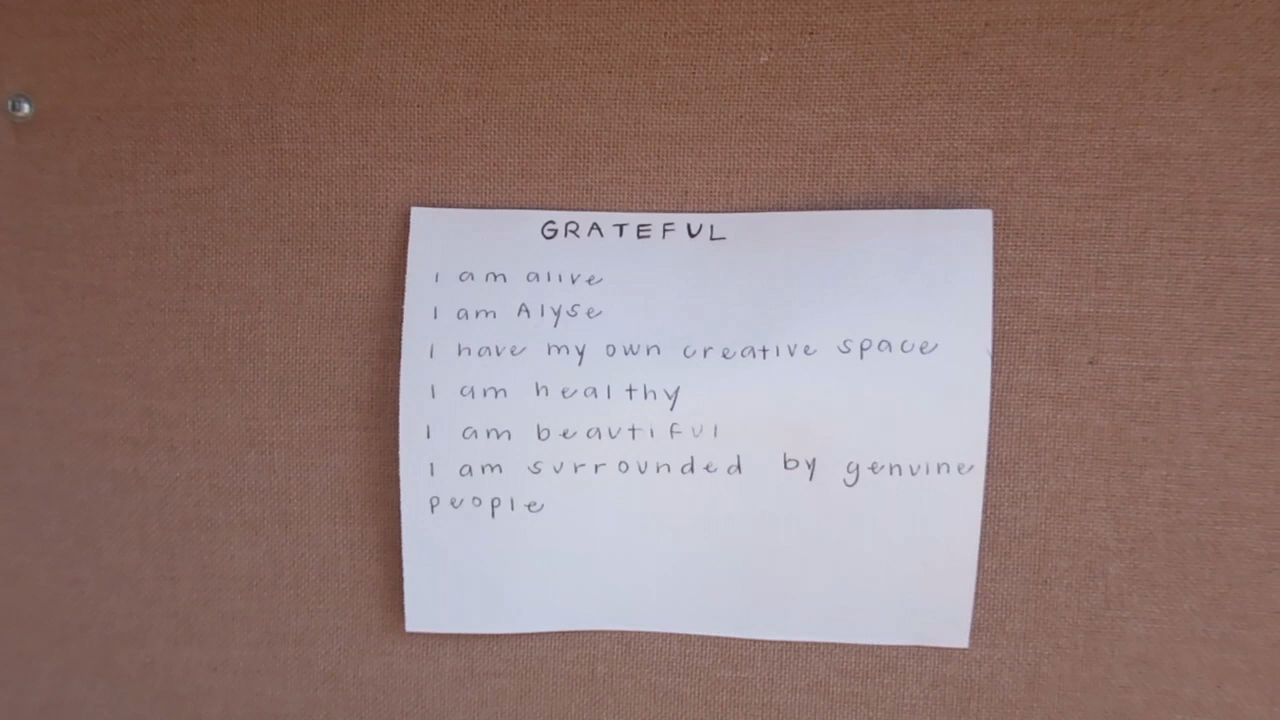 GRATEFUL
I am alive
I am Alyse
I have my own creative space
I am healthy
I am beautiful
I am surrounded by genuine
people